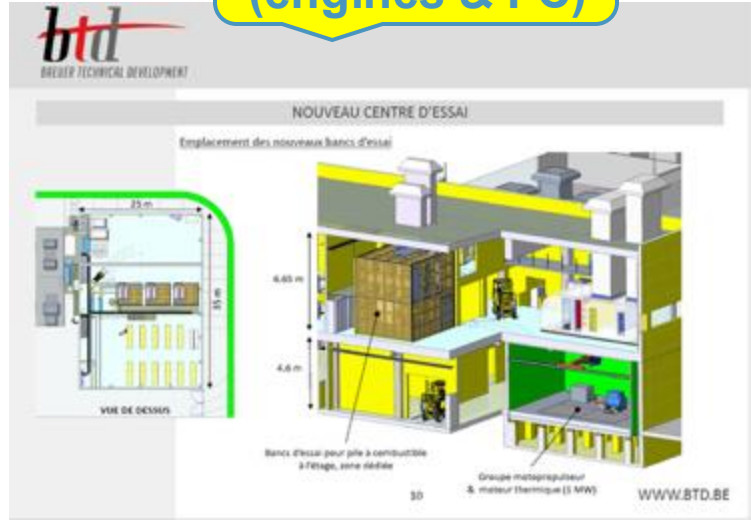 (engines & FC)
btd
BREUER TECHNICAL DEVELOPMENT
NOUVEAU CENTRE D'ESSAI
Emplacement des nouveaux bancs d'essai
25 m
35 m
6.65 m
4.6 m
VUE DE DESSUS
Bancs d'essai pour pile à combustible
à l'étage, zone dédiée
Groupe motopropulseur
& moteur thermique (1 MW)
10
WWW.BTD.BE